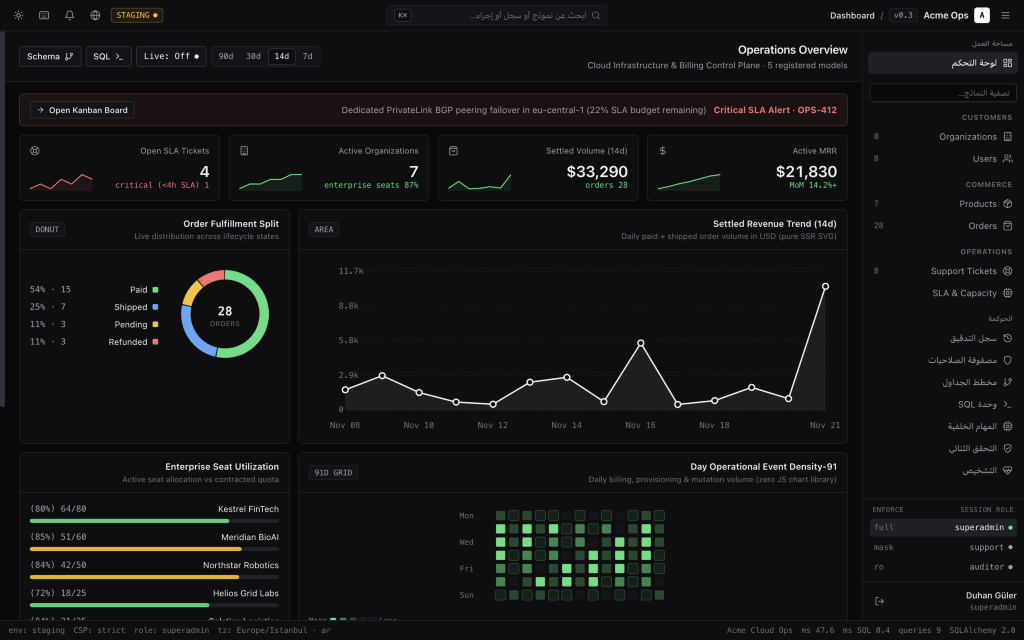 STAGING
ابحث عن نموذج أو سجل أو إجراء...
⌘K
Dashboard / v0.3 Acme Ops A
Operations Overview
Cloud Infrastructure & Billing Control Plane · 5 registered models
Schema
SQL
Live: Off
90d 30d 14d 7d
Critical SLA Alert · OPS-412
Dedicated PrivateLink BGP peering failover in eu-central-1 (22% SLA budget remaining)
Open Kanban Board
Active MRR
$21,830
MoM 14.2%+
Settled Volume (14d)
$33,290
orders 28
Active Organizations
7
enterprise seats 87%
Open SLA Tickets
4
critical (<4h SLA) 1
Settled Revenue Trend (14d)
Daily paid + shipped order volume in USD (pure SSR SVG)
AREA
11.7k
8.8k
5.8k
2.9k
0
Nov 08 Nov 10 Nov 12 Nov 14 Nov 16 Nov 18 Nov 21
Order Fulfillment Split
Live distribution across lifecycle states
DONUT
28
ORDERS
Paid 54% · 15
Shipped 25% · 7
Pending 11% · 3
Refunded 11% · 3
Day Operational Event Density-91
Daily billing, provisioning & mutation volume (zero JS chart library)
91D GRID
Mon
Wed
Fri
Sun
Enterprise Seat Utilization
Active seat allocation vs contracted quota
Kestrel FinTech (80%) 64/80
Meridian BioAI (85%) 51/60
Northstar Robotics (84%) 42/50
Helios Grid Labs (72%) 18/25
مساحة العمل
لوحة التحكم
تصفية النماذج...
CUSTOMERS
Organizations 8
Users 8
COMMERCE
Products 7
Orders 28
OPERATIONS
Support Tickets 8
SLA & Capacity
الحوكمة
سجل التدقيق
مصفوفة الصلاحيات
مخطط الجداول
وحدة SQL
المهام الخلفية
التحقق الثنائي
التشخيص
SESSION ROLE ENFORCE
superadmin full
support mask
auditor ro
Duhan Güler
superadmin
env: staging CSP: strict role: superadmin tz: Europe/Istanbul · ar
Acme Cloud Ops ms 47.6 ms SQL 0.4 queries 9 SQLAlchemy 2.0